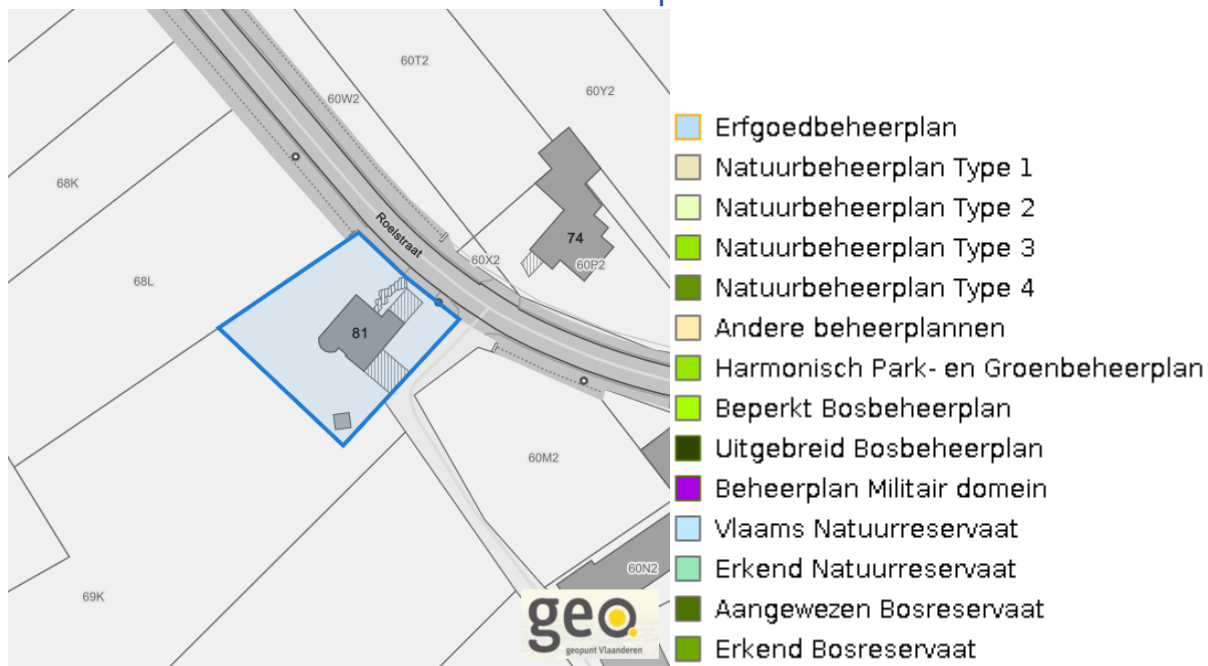 60T2
60Y2
60W2
68K
Roelstraat
74
60X2
60P2
68L
81
60M2
60N2
69K
geo.
geopunt Vlaanderen
Erfgoedbeheerplan
Natuurbeheerplan Type 1
Natuurbeheerplan Type 2
Natuurbeheerplan Type 3
Natuurbeheerplan Type 4
Andere beheerplannen
Harmonisch Park- en Groenbeheerplan
Beperkt Bosbeheerplan
Uitgebreid Bosbeheerplan
Beheerplan Militair domein
Vlaams Natuurreservaat
Erkend Natuurreservaat
Aangewezen Bosreservaat
Erkend Bosreservaat